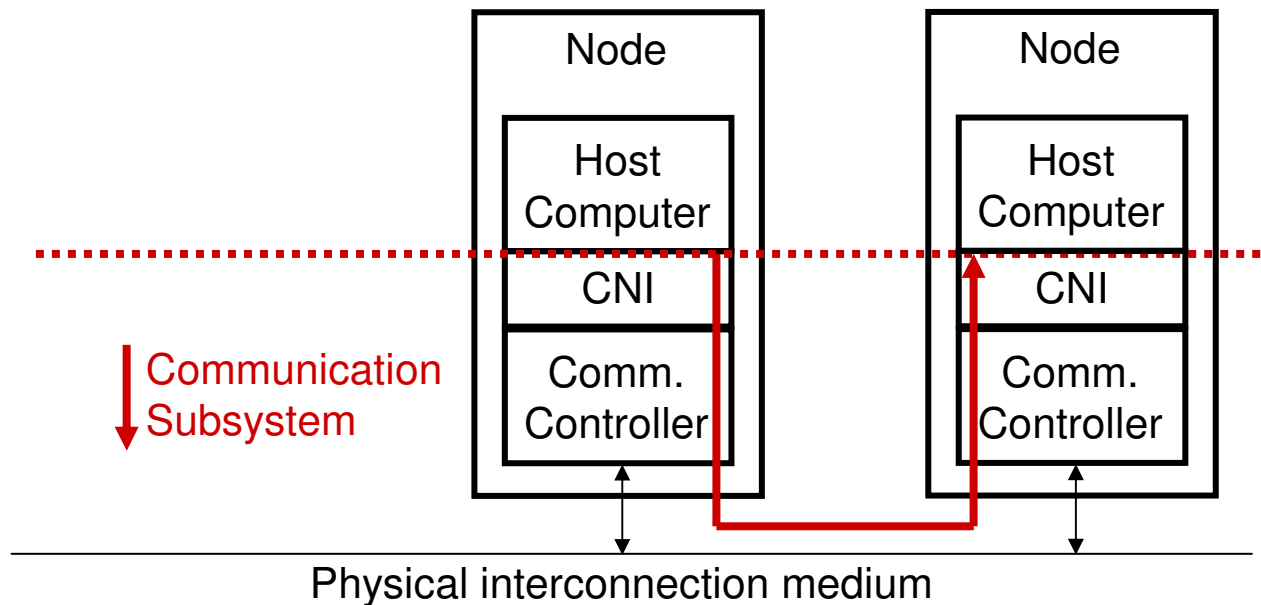 Node
Node
Host
Computer
Host
Computer
CNI
CNI
Communication
Subsystem
Comm.
Controller
Comm.
Controller
Physical interconnection medium